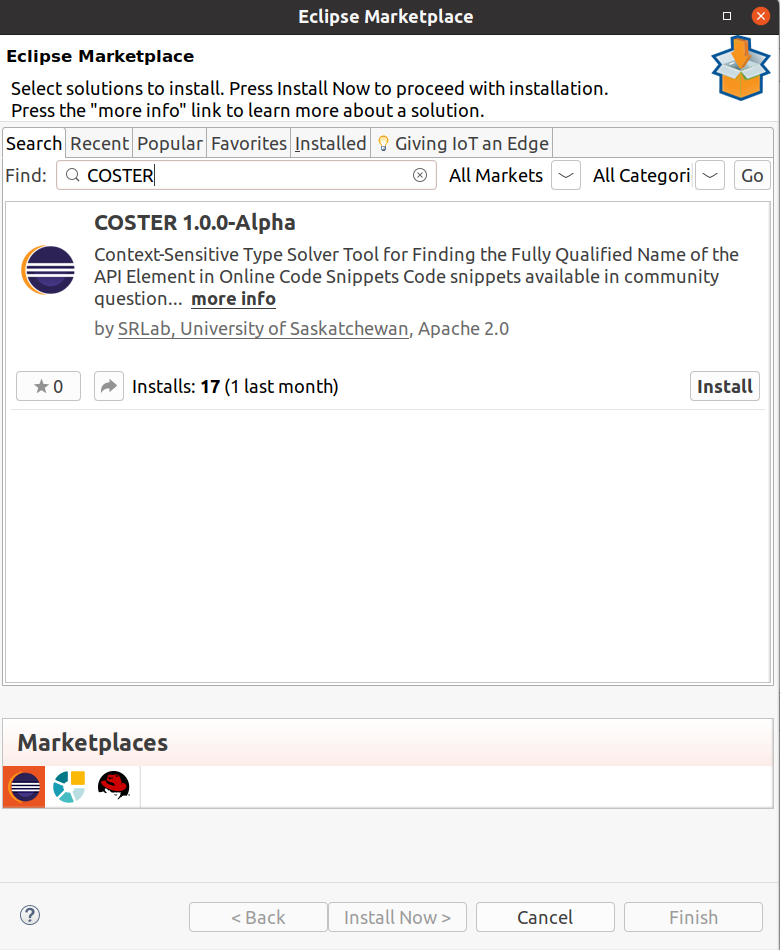 Eclipse Marketplace
Eclipse Marketplace
Select solutions to install. Press Install Now to proceed with installation.
Press the "more info" link to learn more about a solution.
Search Recent Popular Favorites Installed Giving IoT an Edge
Find: COSTER All Markets All Categori Go
COSTER 1.0.0-Alpha
Context-Sensitive Type Solver Tool for Finding the Fully Qualified Name of the
API Element in Online Code Snippets Code snippets available in community
question... more info
by SRLab, University of Saskatchewan, Apache 2.0
0 Installs: 17 (1 last month) Install
Marketplaces
? < Back Install Now > Cancel Finish